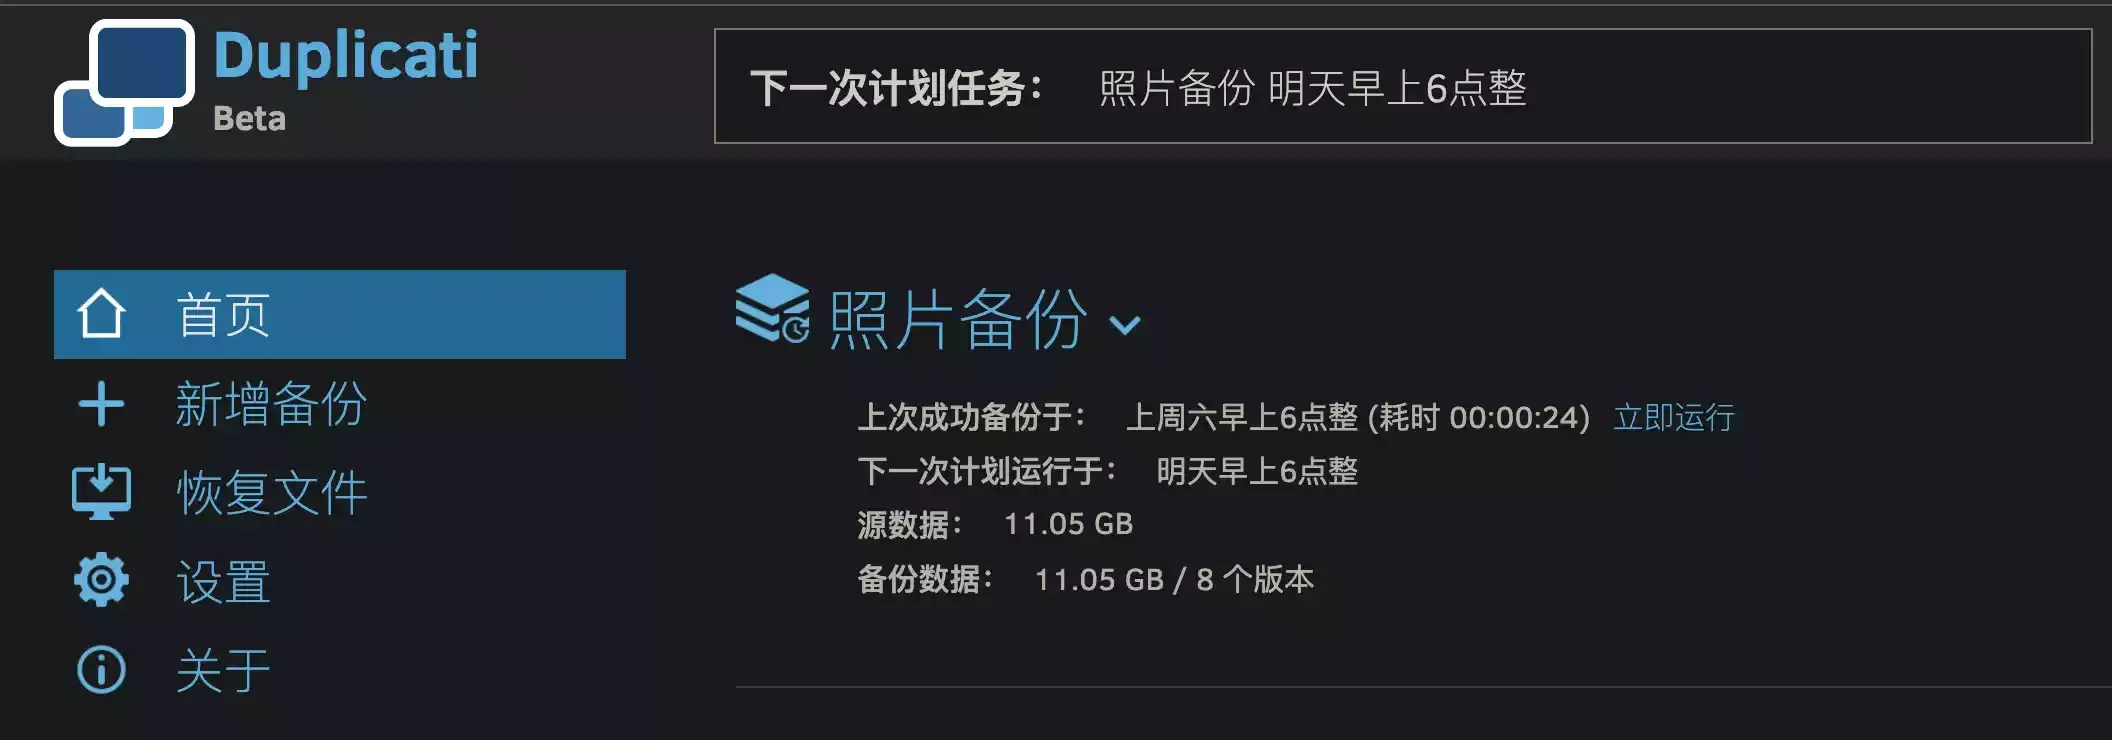 Duplicati
Beta
下一次计划任务： 照片备份 明天早上6点整
首页
新增备份
恢复文件
设置
关于
照片备份
上次成功备份于： 上周六早上6点整 (耗时 00:00:24) 立即运行
下一次计划运行于： 明天早上6点整
源数据： 11.05 GB
备份数据： 11.05 GB / 8 个版本